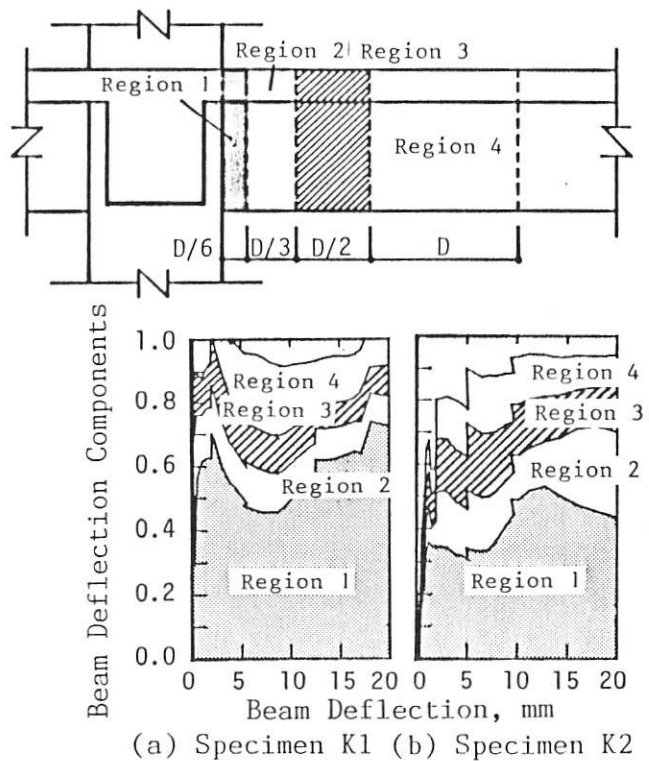 Region 2 Region 3
Region 1
Region 4
D/6 D/3 D/2 D
Beam Deflection Components
1.0
0.8
0.6
0.4
0.2
0.0
Region 4
Region 3
Region 2
Region 1
0 5 10 15 20
Region 4
Region 3
Region 2
Region 1
0 5 10 15 20
Beam Deflection, mm
(a) Specimen K1 (b) Specimen K2